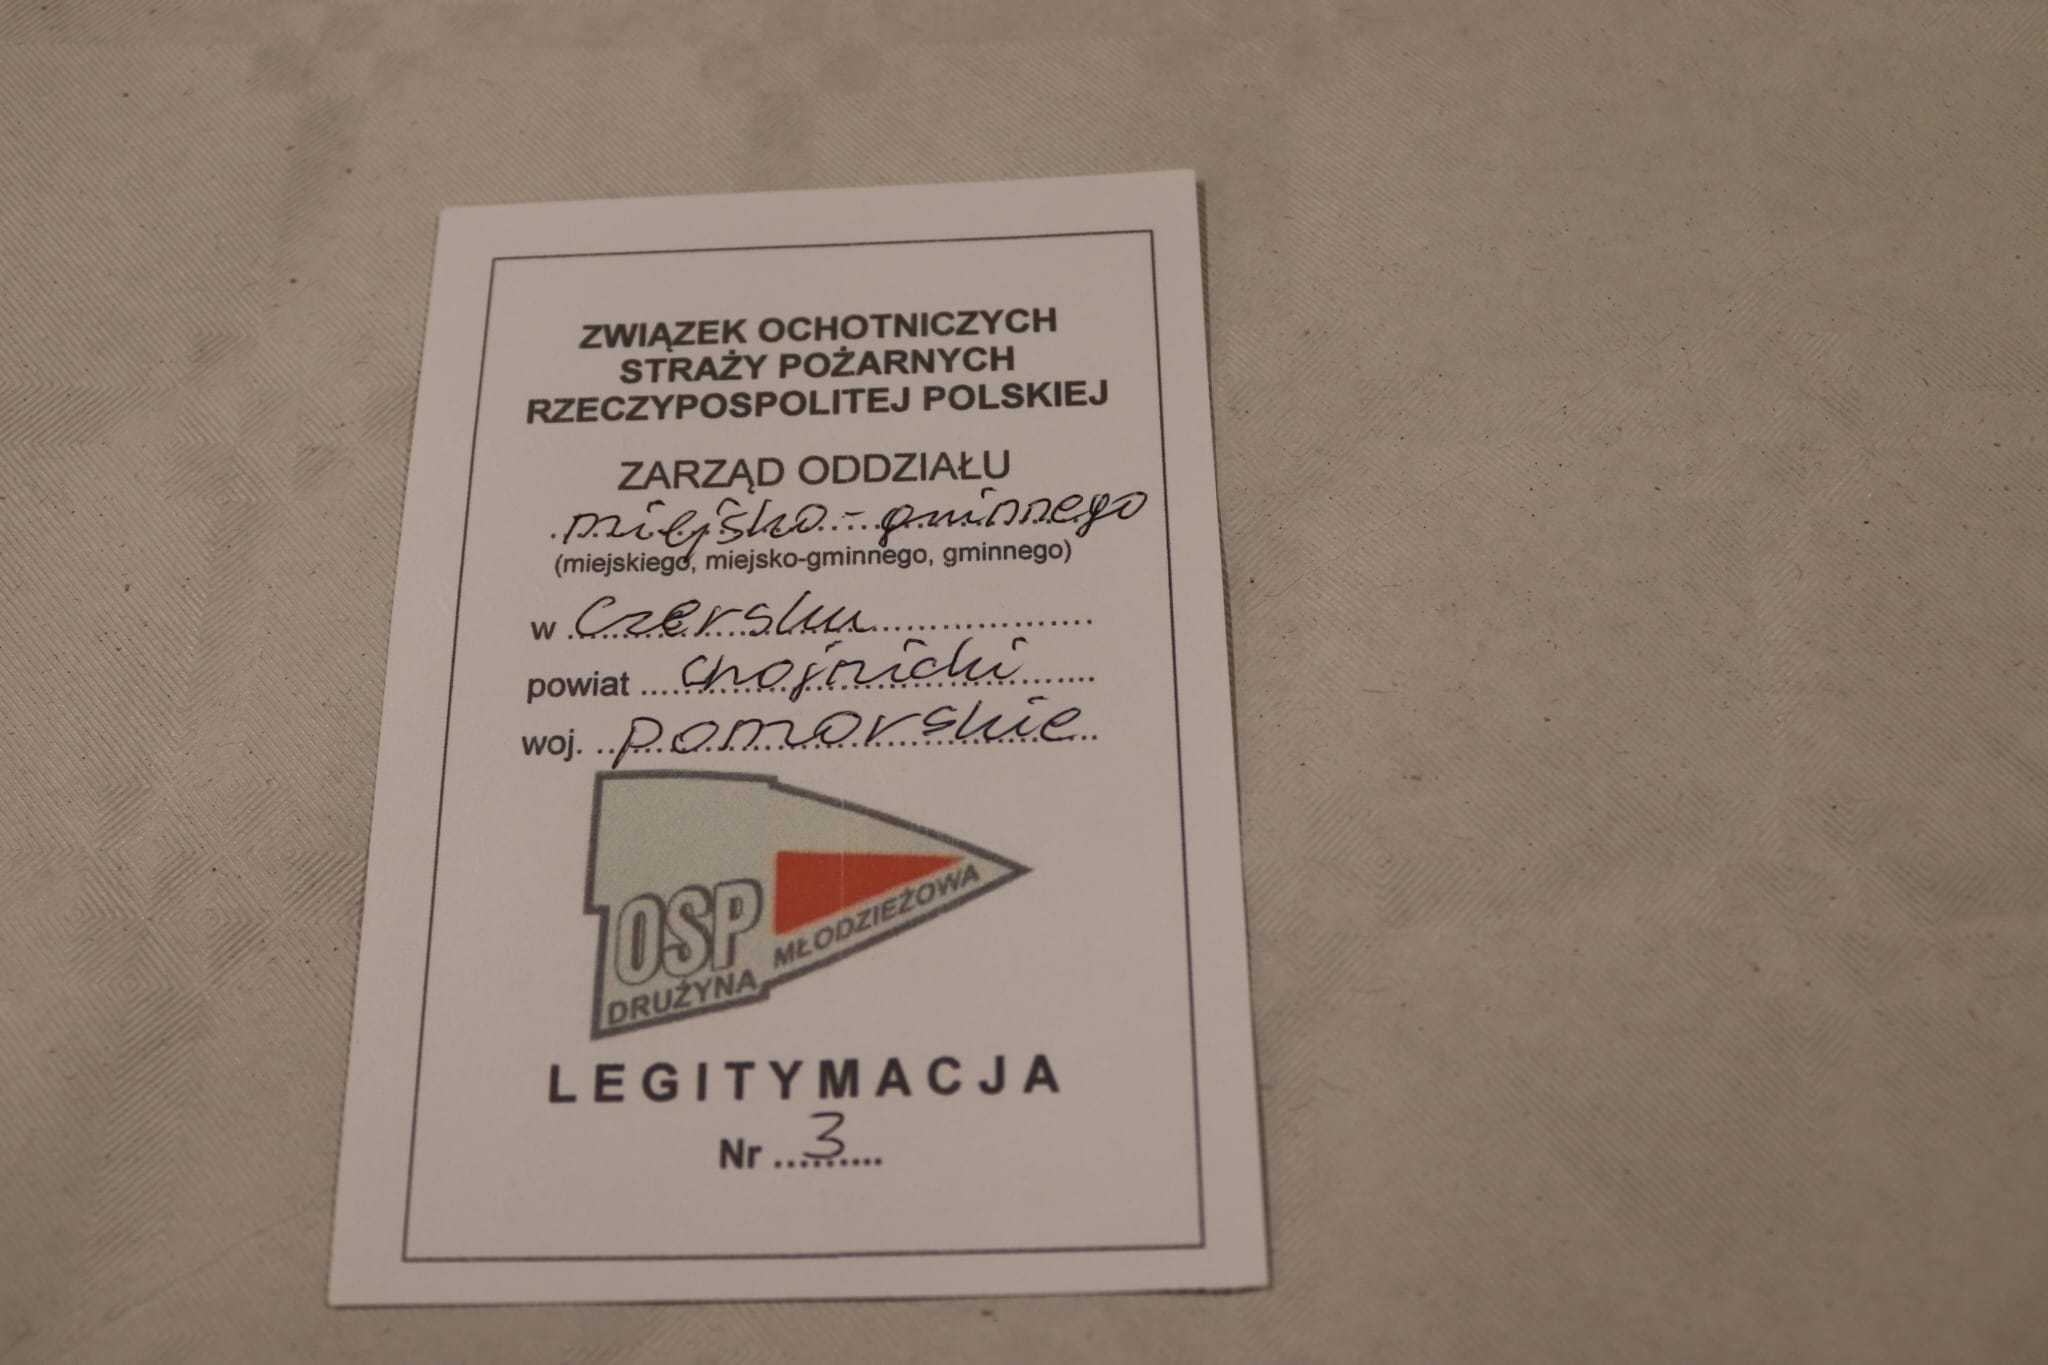 ZWIĄZEK OCHOTNICZYCH
STRAŻY POŻARNYCH
RZECZYPOSPOLITEJ POLSKIEJ
ZARZĄD ODDZIAŁU
miejsko-gminnego
(miejskiego, miejsko-gminnego, gminnego)
w Czersku
powiat chojnicki
woj. pomorskie
OSP
DRUŻYNA MŁODZIEŻOWA
LEGITYMACJA
Nr 3